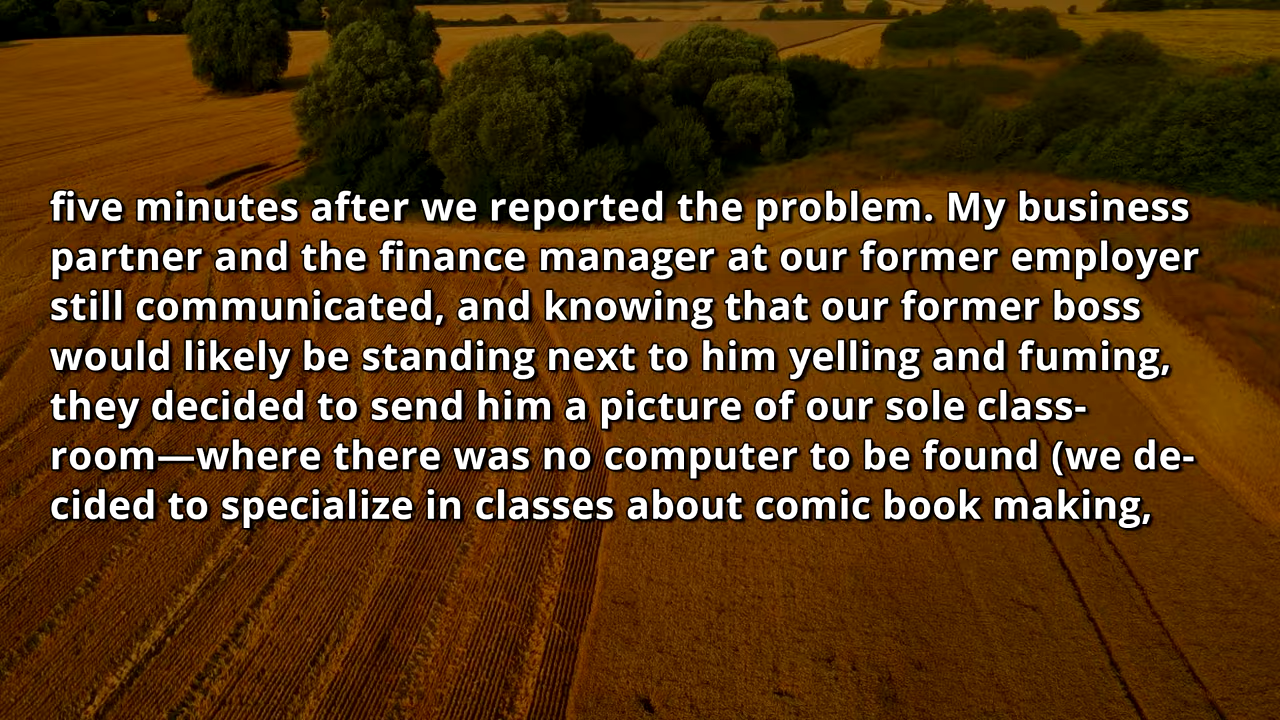 five minutes after we reported the problem. My business
partner and the finance manager at our former employer
still communicated, and knowing that our former boss
would likely be standing next to him yelling and fuming,
they decided to send him a picture of our sole class-
room—where there was no computer to be found (we de-
cided to specialize in classes about comic book making,